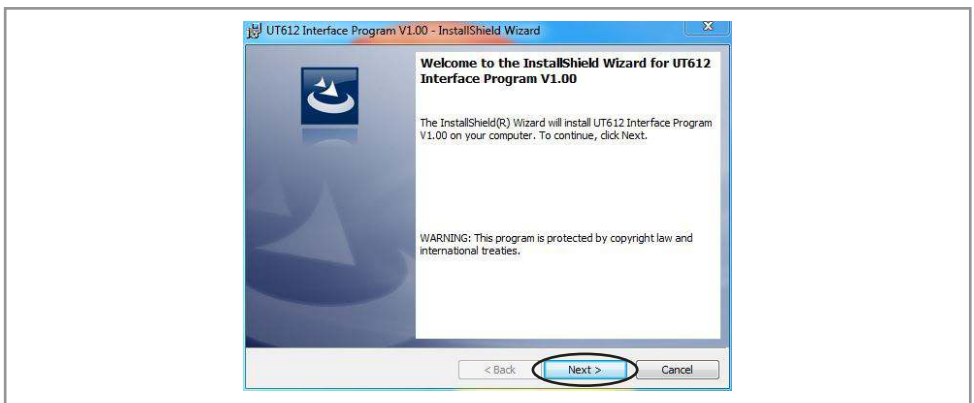 UT612 Interface Program V1.00 - InstallShield Wizard
X
Welcome to the InstallShield Wizard for UT612
Interface Program V1.00
The InstallShield(R) Wizard will install UT612 Interface Program
V1.00 on your computer. To continue, click Next.
WARNING: This program is protected by copyright law and
international treaties.
< Back Next > Cancel